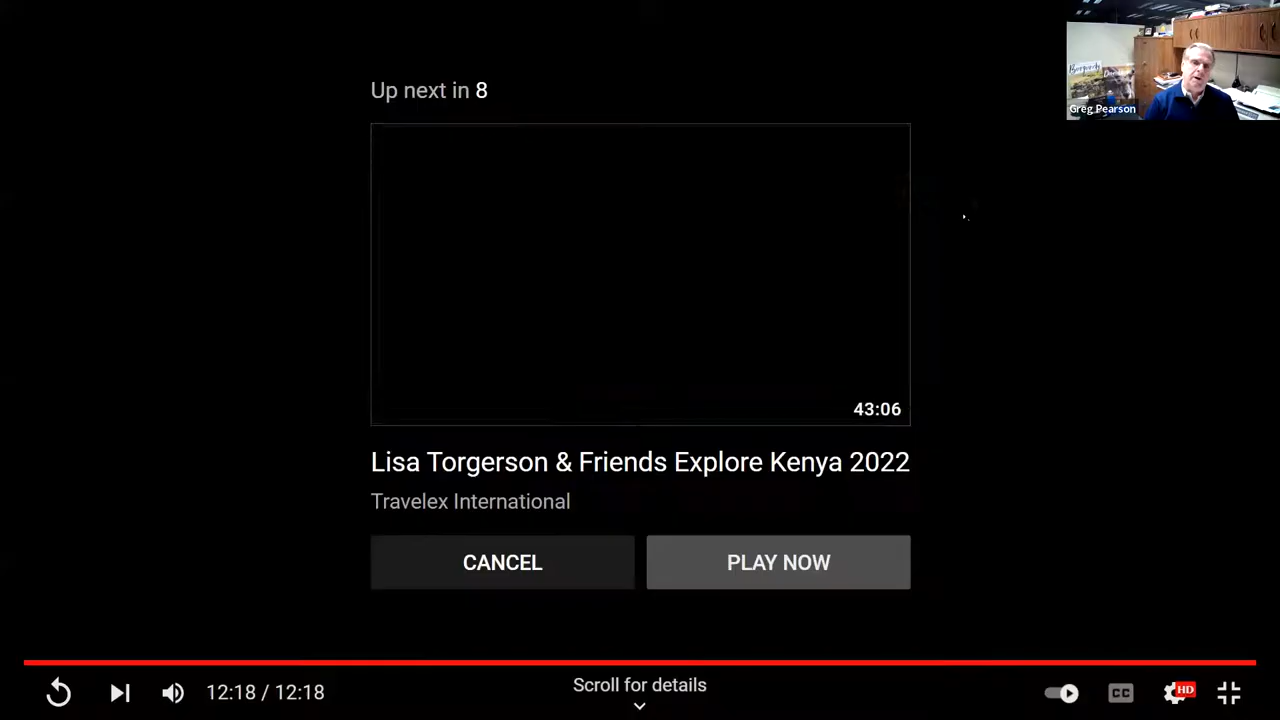 Up next in 8
Burgundy
Greg Pearson
43:06
Lisa Torgerson & Friends Explore Kenya 2022
Travelex International
CANCEL
PLAY NOW
12:18 / 12:18
Scroll for details
CC
HD